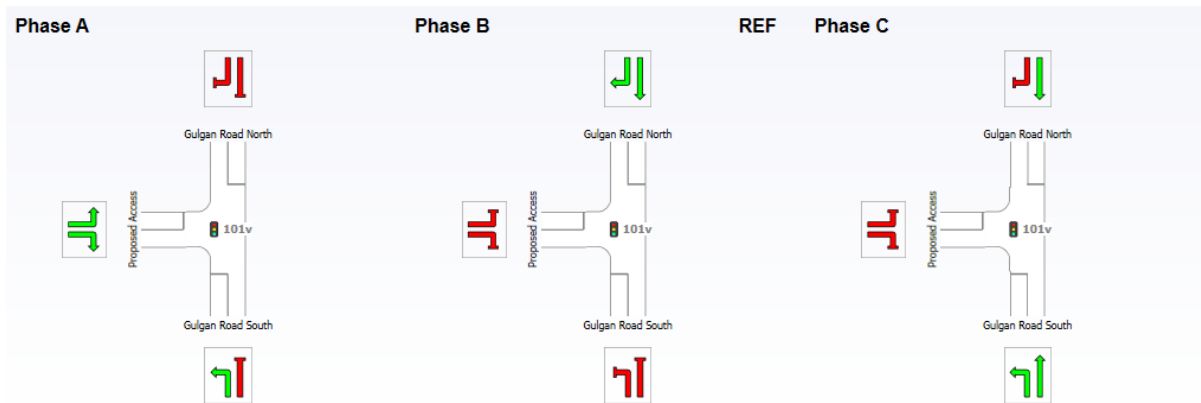 Phase A
Phase B
REF
Phase C
Gulgan Road North
Gulgan Road North
Gulgan Road North
Proposed Access
101v
Proposed Access
101v
Proposed Access
101v
Gulgan Road South
Gulgan Road South
Gulgan Road South